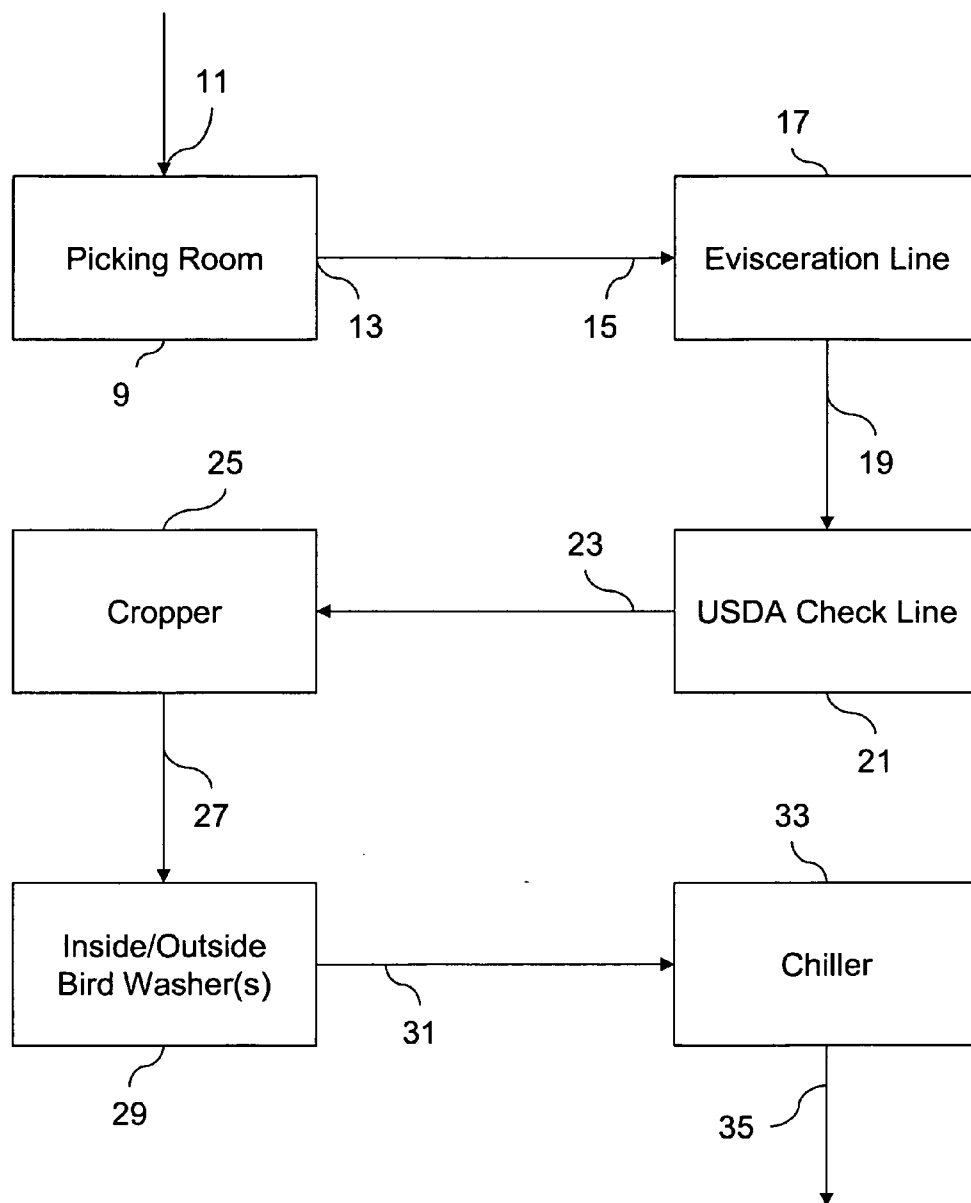 11
17
Picking Room
Evisceration Line
13
15
9
19
25
23
Cropper
USDA Check Line
21
27
33
Inside/Outside
Bird Washer(s)
Chiller
31
29
35